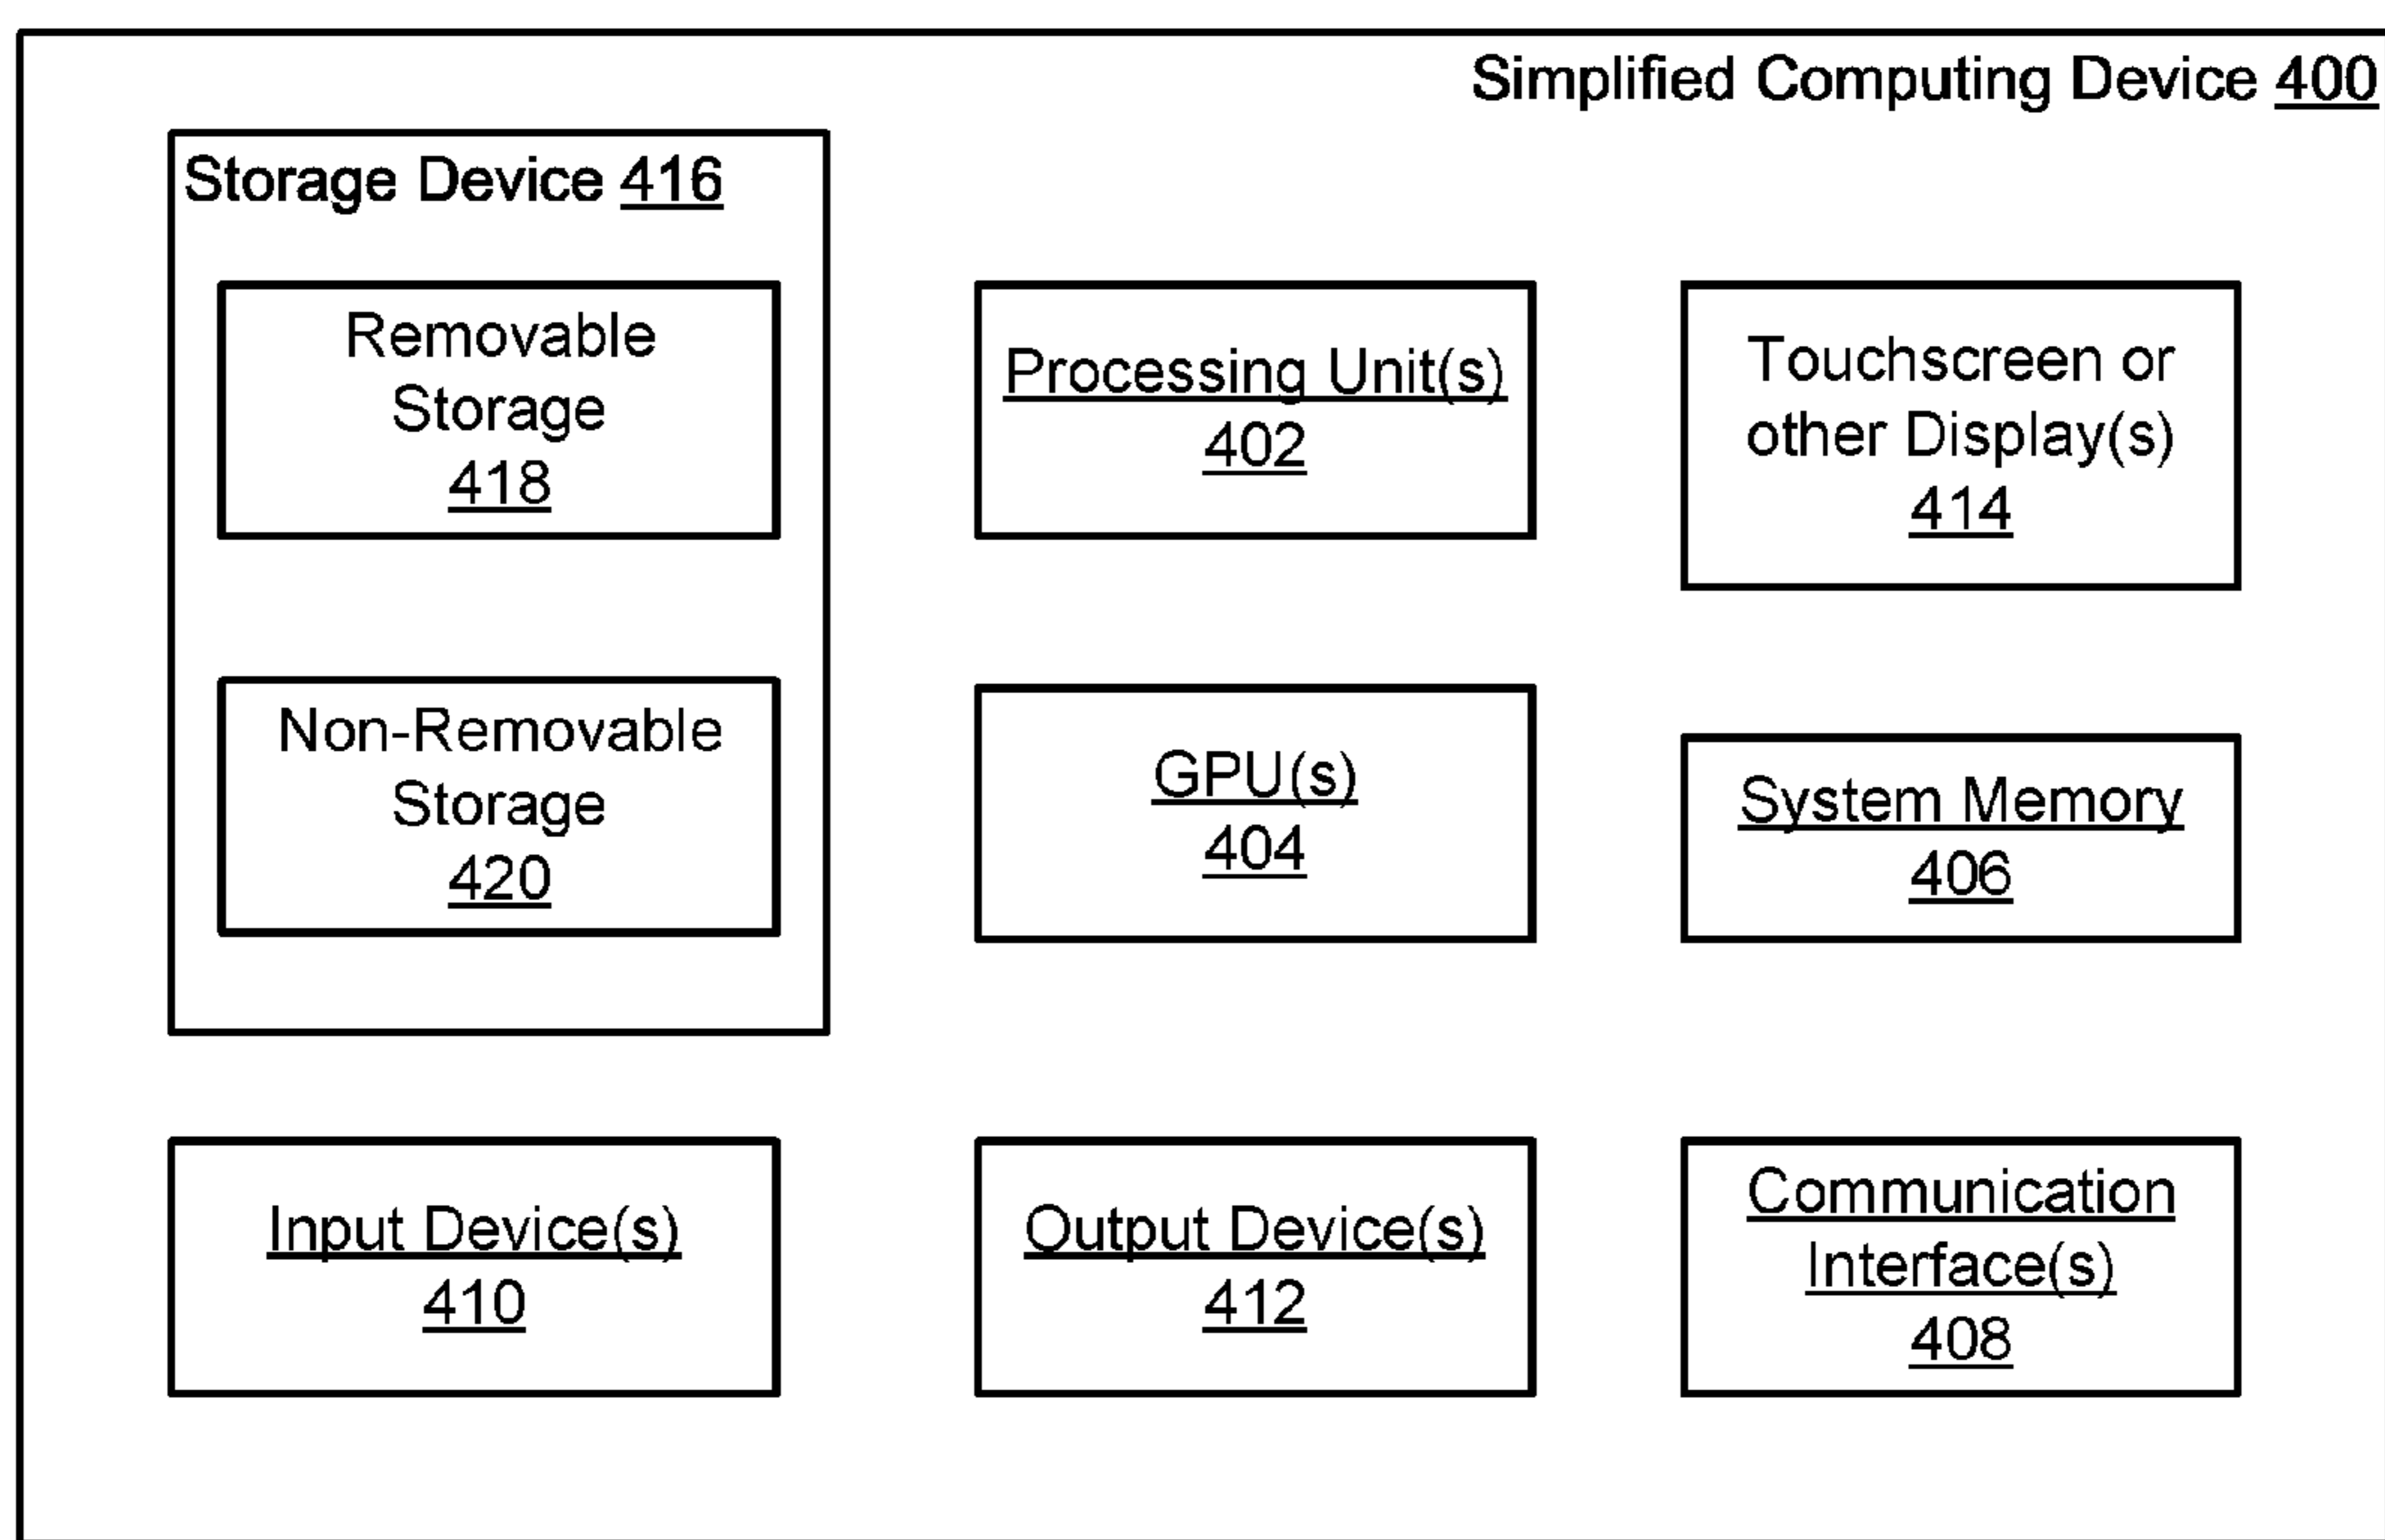 Simplified Computing Device 400
Storage Device 416
Removable
Storage
418
Processing Unit(s)
402
Touchscreen or
other Display(s)
414
Non-Removable
Storage
420
GPU(s)
404
System Memory
406
Input Device(s)
410
Output Device(s)
412
Communication
Interface(s)
408